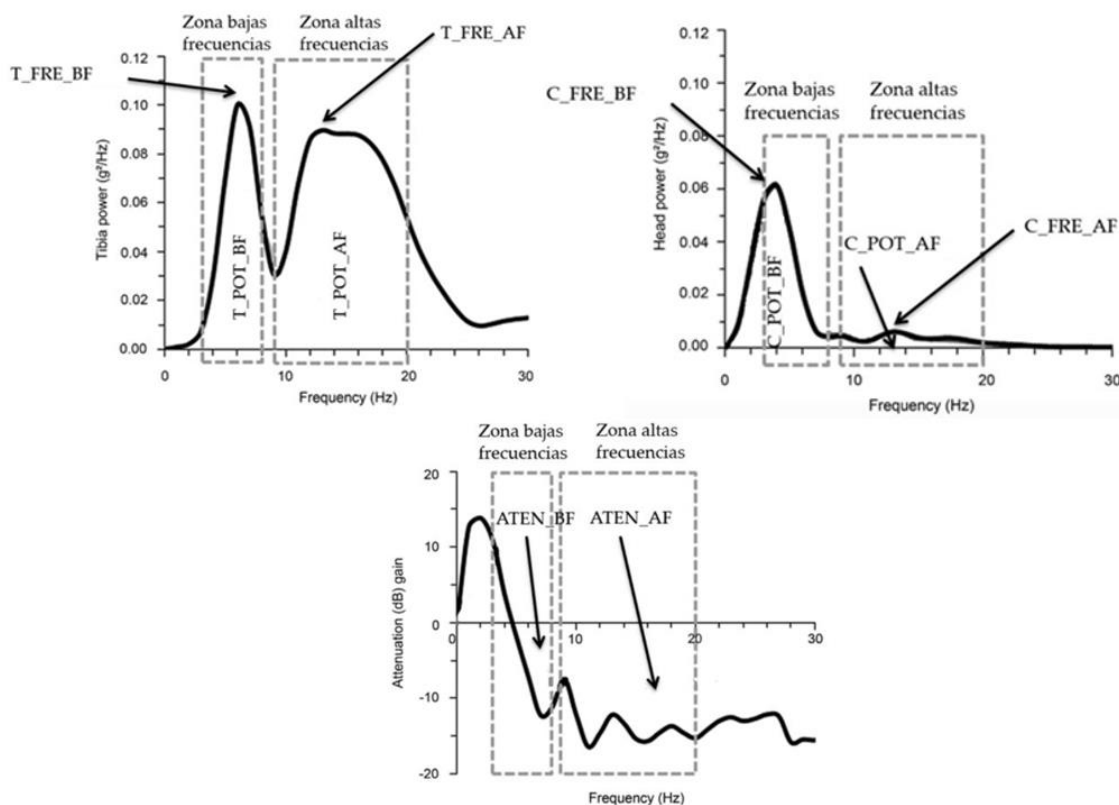 Zona bajas
frecuencias
Zona altas
frecuencias
T_FRE_AF
T_FRE_BF
0.12
0.10
0.08
0.06
0.04
0.02
0.00
Tibia power (g²/Hz)
T_POT_BF
T_POT_AF
0
10
20
30
Frequency (Hz)
C_FRE_BF
Zona bajas
frecuencias
Zona altas
frecuencias
0.12
0.10
0.08
0.06
0.04
0.02
0.00
Head power (g²/Hz)
C_POT_BF
C_POT_AF
C_FRE_AF
0
10
20
30
Frequency (Hz)
Zona bajas
frecuencias
Zona altas
frecuencias
20
10
0
-10
-20
Attenuation (dB) gain
ATEN_BF
ATEN_AF
0
10
20
30
Frequency (Hz)